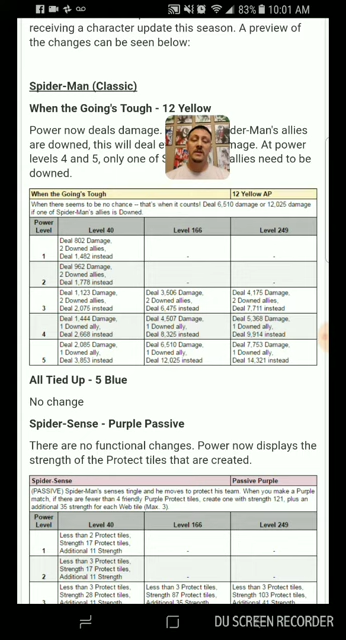 83% 10:01 AM
receiving a character update this season. A preview of
the changes can be seen below:
Spider-Man (Classic)
When the Going's Tough - 12 Yellow
Power now deals damage. der-Man's allies
are downed, this will deal mage. At power
levels 4 and 5, only one of allies need to be
downed.
When the Going's Tough 12 Yellow AP
When there seems to be no chance -- that's when it counts! Deal 6,510 damage or 12,025 damage
if one of Spider-Man's allies is Downed.
Power Level Level 40 Level 166 Level 249
1 Deal 802 Damage, 2 Downed allies, Deal 1,482 instead - -
2 Deal 962 Damage, 2 Downed allies, Deal 1,778 instead - -
3 Deal 1,123 Damage, 2 Downed allies, Deal 2,075 instead Deal 3,506 Damage, 2 Downed allies, Deal 6,475 instead Deal 4,175 Damage, 2 Downed allies, Deal 7,711 instead
4 Deal 1,444 Damage, 1 Downed ally, Deal 2,668 instead Deal 4,507 Damage, 1 Downed ally, Deal 8,325 instead Deal 5,368 Damage, 1 Downed ally, Deal 9,914 instead
5 Deal 2,085 Damage, 1 Downed ally, Deal 3,853 instead Deal 6,510 Damage, 1 Downed ally, Deal 12,025 instead Deal 7,753 Damage, 1 Downed ally, Deal 14,321 instead
All Tied Up - 5 Blue
No change
Spider-Sense - Purple Passive
There are no functional changes. Power now displays the
strength of the Protect tiles that are created.
Spider-Sense Passive Purple
(PASSIVE) Spider-Man's senses tingle and he moves to protect his team. When you make a Purple
match, if there are fewer than 4 friendly Purple Protect tiles, create one with strength 121, plus an
additional 35 strength for each Web tile (Max. 3).
Power Level Level 40 Level 166 Level 249
1 Less than 2 Protect tiles, Strength 17 Protect tiles, Additional 11 Strength - -
2 Less than 3 Protect tiles, Strength 17 Protect tiles, Additional 11 Strength - -
3 Less than 3 Protect tiles, Strength 28 Protect tiles, Additional 11 Strength Less than 3 Protect tiles, Strength 87 Protect tiles, Additional 35 Strength Less than 3 Protect tiles, Strength 103 Protect tiles, Additional 41 Strength
DU SCREEN RECORDER